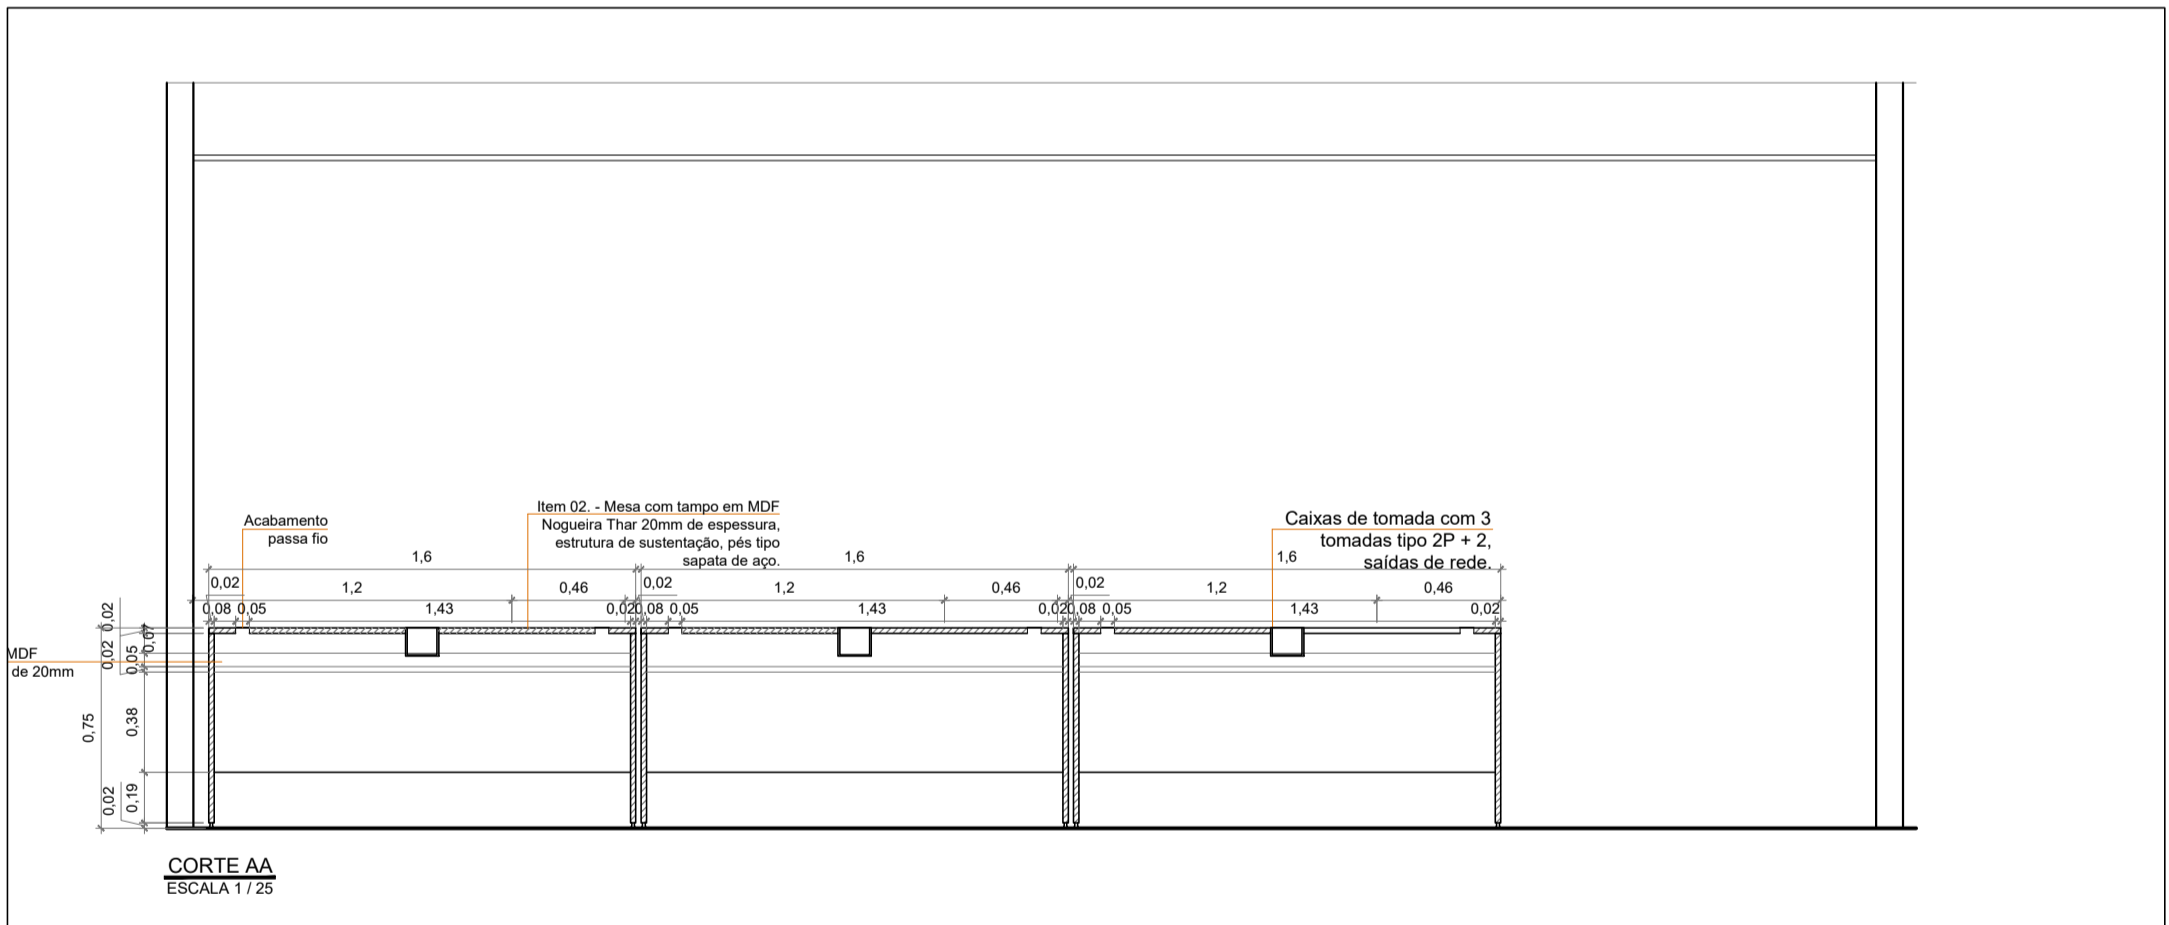 Acabamento
passa fio
Item 02. - Mesa com tampo em MDF
Nogueira Thar 20mm de espessura,
estrutura de sustentação, pés tipo
sapata de aço.
Caixas de tomada com 3
tomadas tipo 2P + 2,
saídas de rede.
1,6
1,6
1,6
0,02
1,2
0,46
0,02
1,2
0,46
0,02
1,2
0,46
0,08
0,05
1,43
0,02
0,08
0,05
1,43
0,02
0,08
0,05
1,43
0,02
0,02
0,07
0,02
0,05
MDF
de 20mm
0,75
0,38
0,02
0,19
CORTE AA
ESCALA 1 / 25